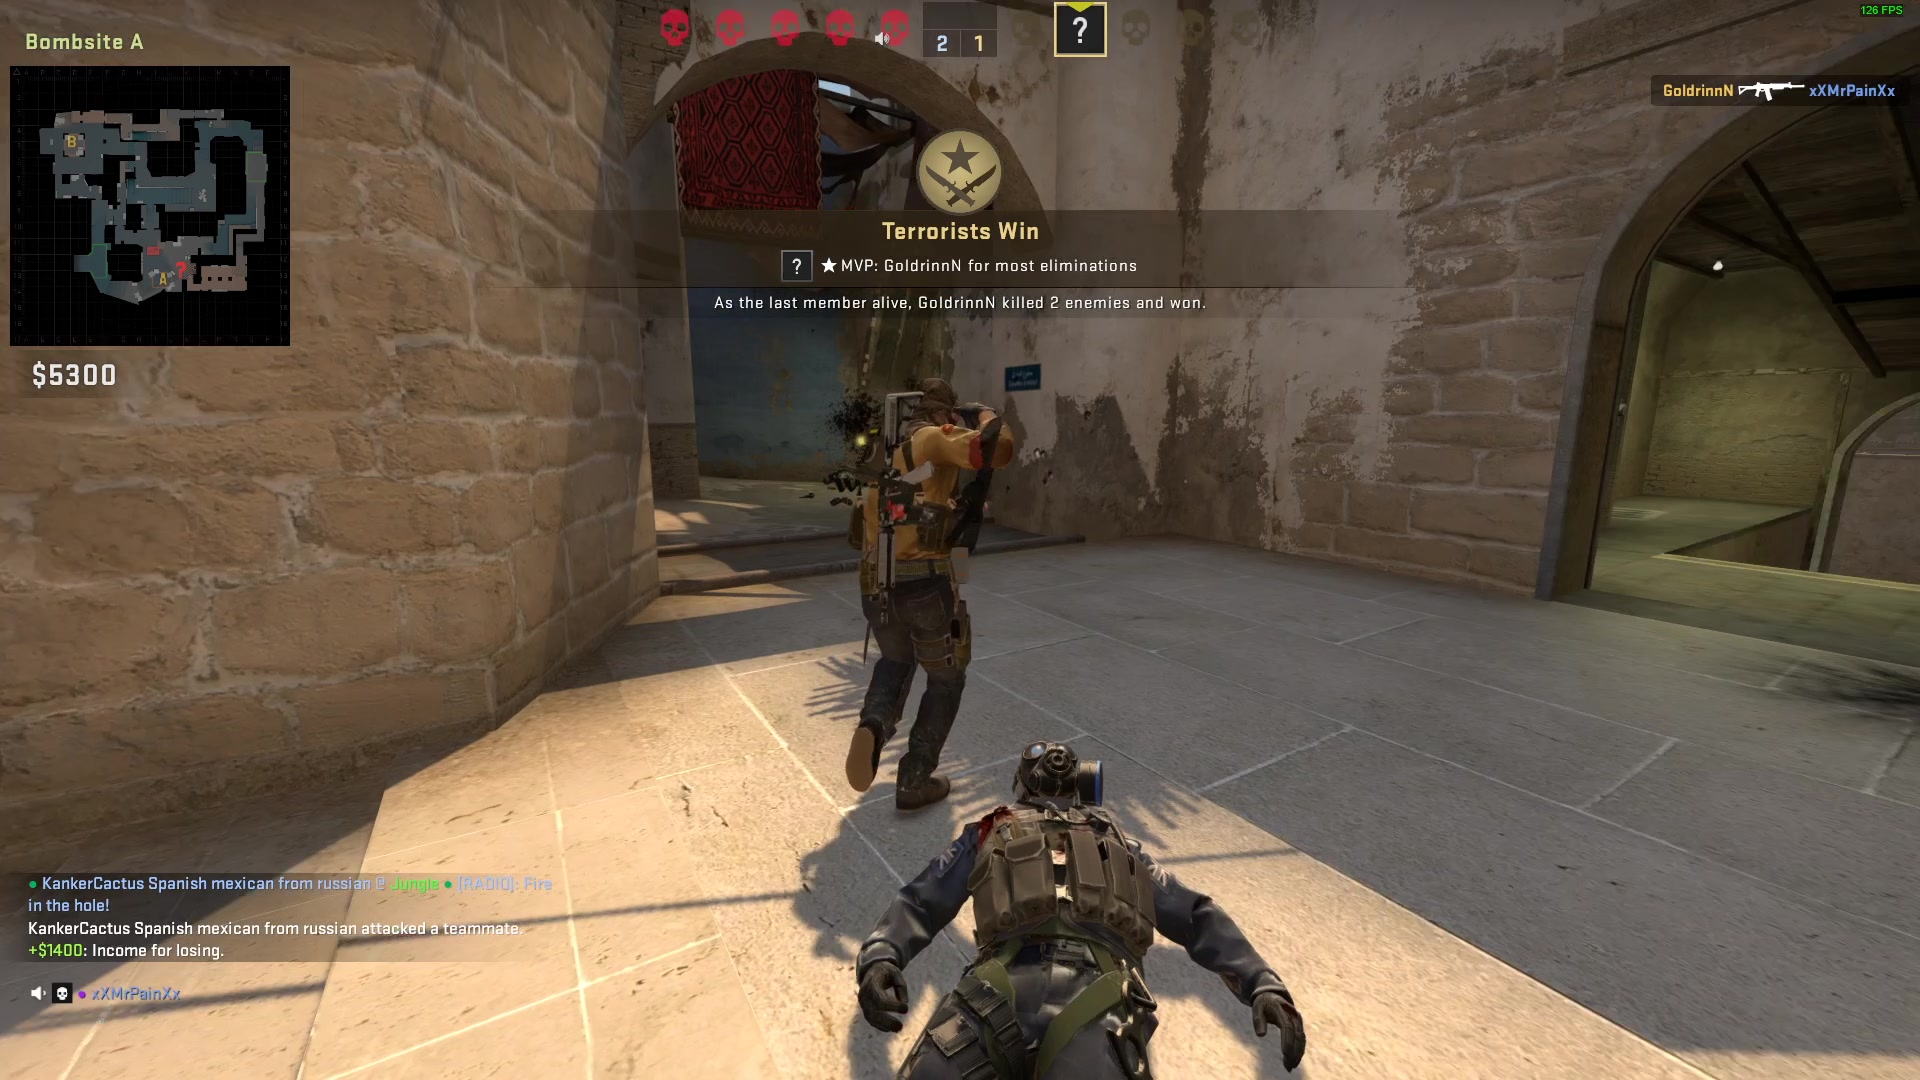 126 FPS
Bombsite A
2 1
?
GoldrinnN xXMrPainXx
B
A
?
Terrorists Win
? MVP: GoldrinnN for most eliminations
As the last member alive, GoldrinnN killed 2 enemies and won.
$5300
KankerCactus Spanish mexican from russian @ Jungle ● [RADIO]: Fire
in the hole!
KankerCactus Spanish mexican from russian attacked a teammate.
+$1400: Income for losing.
xXMrPainXx